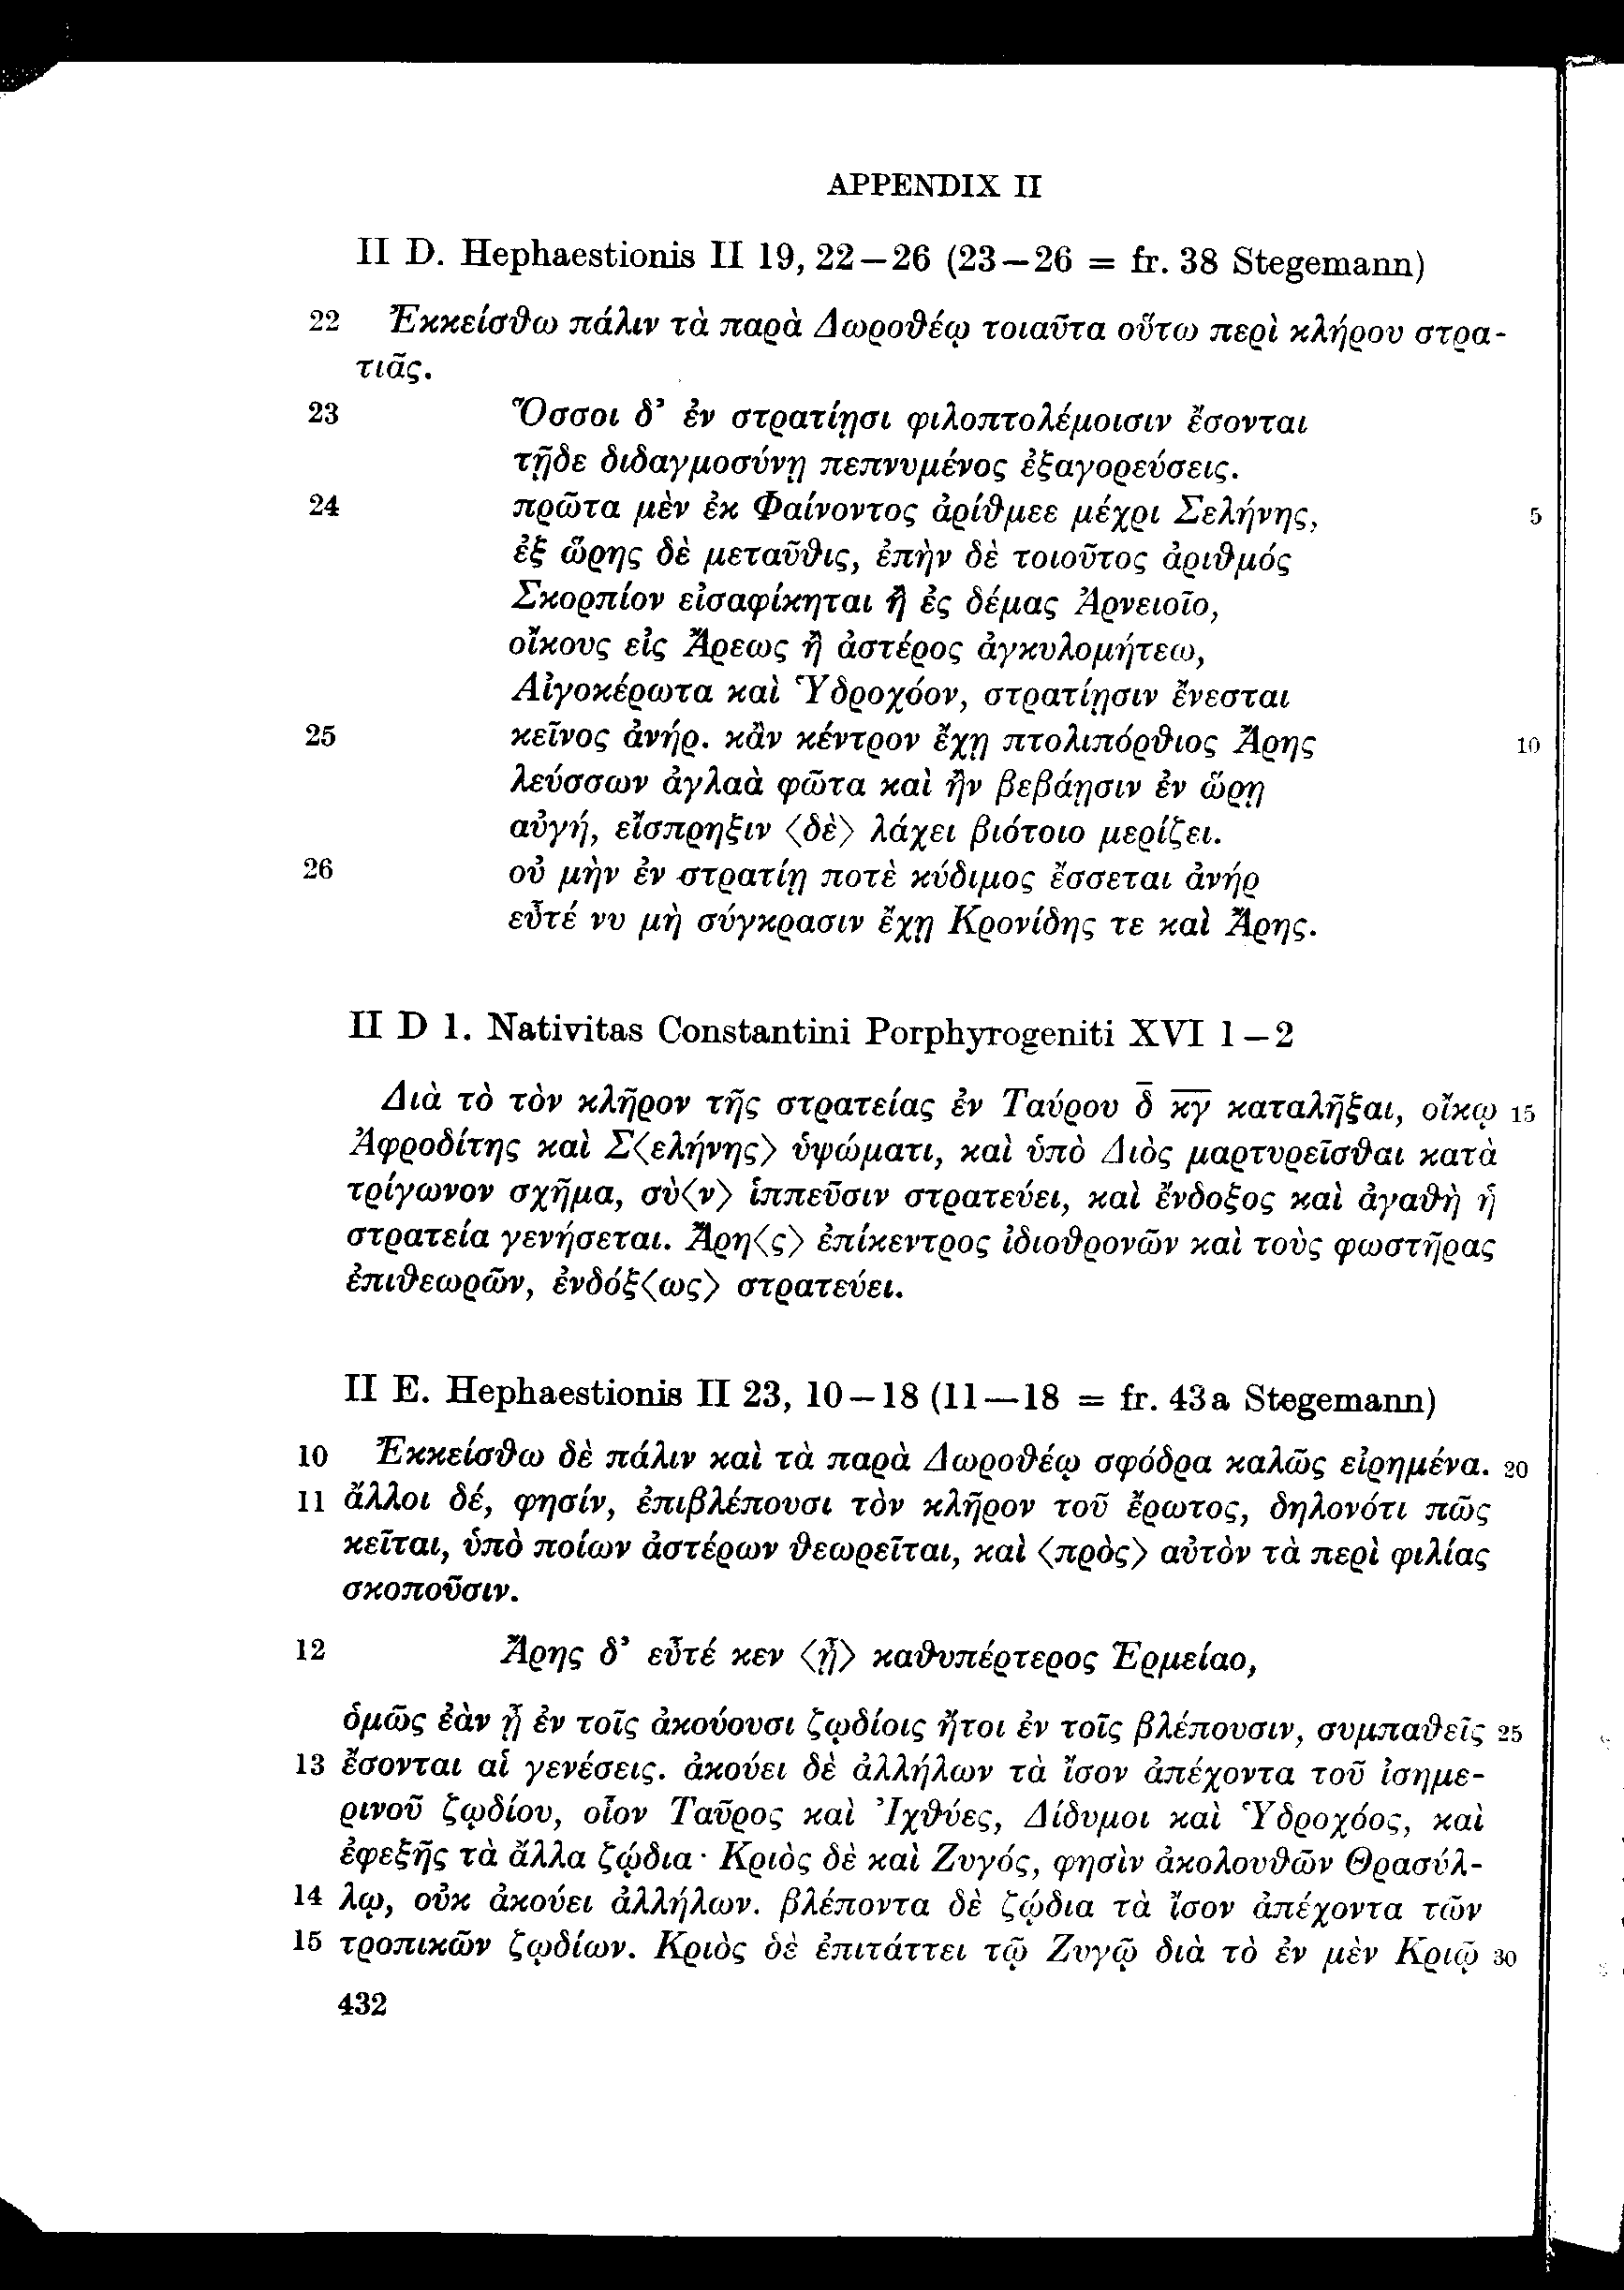 APPENDIX II
II D. Hephaestionis II 19, 22–26 (23–26 = fr. 38 Stegemann)
22 Ἐκκείσθω πάλιν τὰ παρὰ Δωροθέῳ τοιαῦτα οὕτω περὶ κλήρου στρα-
τιᾶς.
23 Ὅσσοι δ’ ἐν στρατίῃσι φιλοπτολέμοισιν ἔσονται
τῇδε διδαγμοσύνῃ πεπνυμένος ἐξαγορεύσεις.
24 πρῶτα μὲν ἐκ Φαίνοντος ἀρίθμεε μέχρι Σελήνης, 5
ἐξ ὥρης δὲ μεταῦθις, ἐπὴν δὲ τοιοῦτος ἀριθμός
Σκορπίον εἰσαφίκηται ἢ ἐς δέμας Ἀρνειοῖο,
οἴκους εἰς Ἄρεως ἢ ἀστέρος ἀγκυλομήτεω,
Αἰγοκέρωτα καὶ Ὑδροχόον, στρατίῃσιν ἔνεσται
25 κεῖνος ἀνήρ. κἂν κέντρον ἔχῃ πτολιπόρθιος Ἄρης 10
λεύσσων ἀγλαὰ φῶτα καὶ ἢν βεβάῃσιν ἐν ὥρῃ
αὐγή, εἴσπρηξιν ⟨δὲ⟩ λάχει βιότοιο μερίζει.
26 οὐ μὴν ἐν στρατίῃ ποτὲ κύδιμος ἔσσεται ἀνήρ
εὖτέ νυ μὴ σύγκρασιν ἔχῃ Κρονίδης τε καὶ Ἄρης.
II D 1. Nativitas Constantini Porphyrogeniti XVI 1–2
Διὰ τὸ τὸν κλῆρον τῆς στρατείας ἐν Ταύρου δ̅ κ̅γ̅ καταλῆξαι, οἴκῳ 15
Ἀφροδίτης καὶ Σ⟨ελήνης⟩ ὑψώματι, καὶ ὑπὸ Διὸς μαρτυρεῖσθαι κατὰ
τρίγωνον σχῆμα, σὺ⟨ν⟩ ἱππεῦσιν στρατεύει, καὶ ἔνδοξος καὶ ἀγαθὴ ἡ
στρατεία γενήσεται. Ἄρη⟨ς⟩ ἐπίκεντρος ἰδιοθρονῶν καὶ τοὺς φωστῆρας
ἐπιθεωρῶν, ἐνδόξ⟨ως⟩ στρατεύει.
II E. Hephaestionis II 23, 10–18 (11—18 = fr. 43a Stegemann)
10 Ἐκκείσθω δὲ πάλιν καὶ τὰ παρὰ Δωροθέῳ σφόδρα καλῶς εἰρημένα. 20
11 ἄλλοι δέ, φησίν, ἐπιβλέπουσι τὸν κλῆρον τοῦ ἔρωτος, δηλονότι πῶς
κεῖται, ὑπὸ ποίων ἀστέρων θεωρεῖται, καὶ ⟨πρὸς⟩ αὐτὸν τὰ περὶ φιλίας
σκοποῦσιν.
12 Ἄρης δ’ εὖτέ κεν ⟨ᾖ⟩ καθυπέρτερος Ἑρμείαο,
ὁμῶς ἐὰν ᾖ ἐν τοῖς ἀκούουσι ζῳδίοις ἤτοι ἐν τοῖς βλέπουσιν, συμπαθεῖς 25
13 ἔσονται αἱ γενέσεις. ἀκούει δὲ ἀλλήλων τὰ ἴσον ἀπέχοντα τοῦ ἰσημε-
ρινοῦ ζῳδίου, οἷον Ταῦρος καὶ Ἰχθύες, Δίδυμοι καὶ Ὑδροχόος, καὶ
ἐφεξῆς τὰ ἄλλα ζῴδια· Κριὸς δὲ καὶ Ζυγός, φησὶν ἀκολουθῶν Θρασύλ-
14 λῳ, οὐκ ἀκούει ἀλλήλων. βλέποντα δὲ ζῴδια τὰ ἴσον ἀπέχοντα τῶν
15 τροπικῶν ζῳδίων. Κριὸς δὲ ἐπιτάττει τῷ Ζυγῷ διὰ τὸ ἐν μὲν Κριῷ 30
432